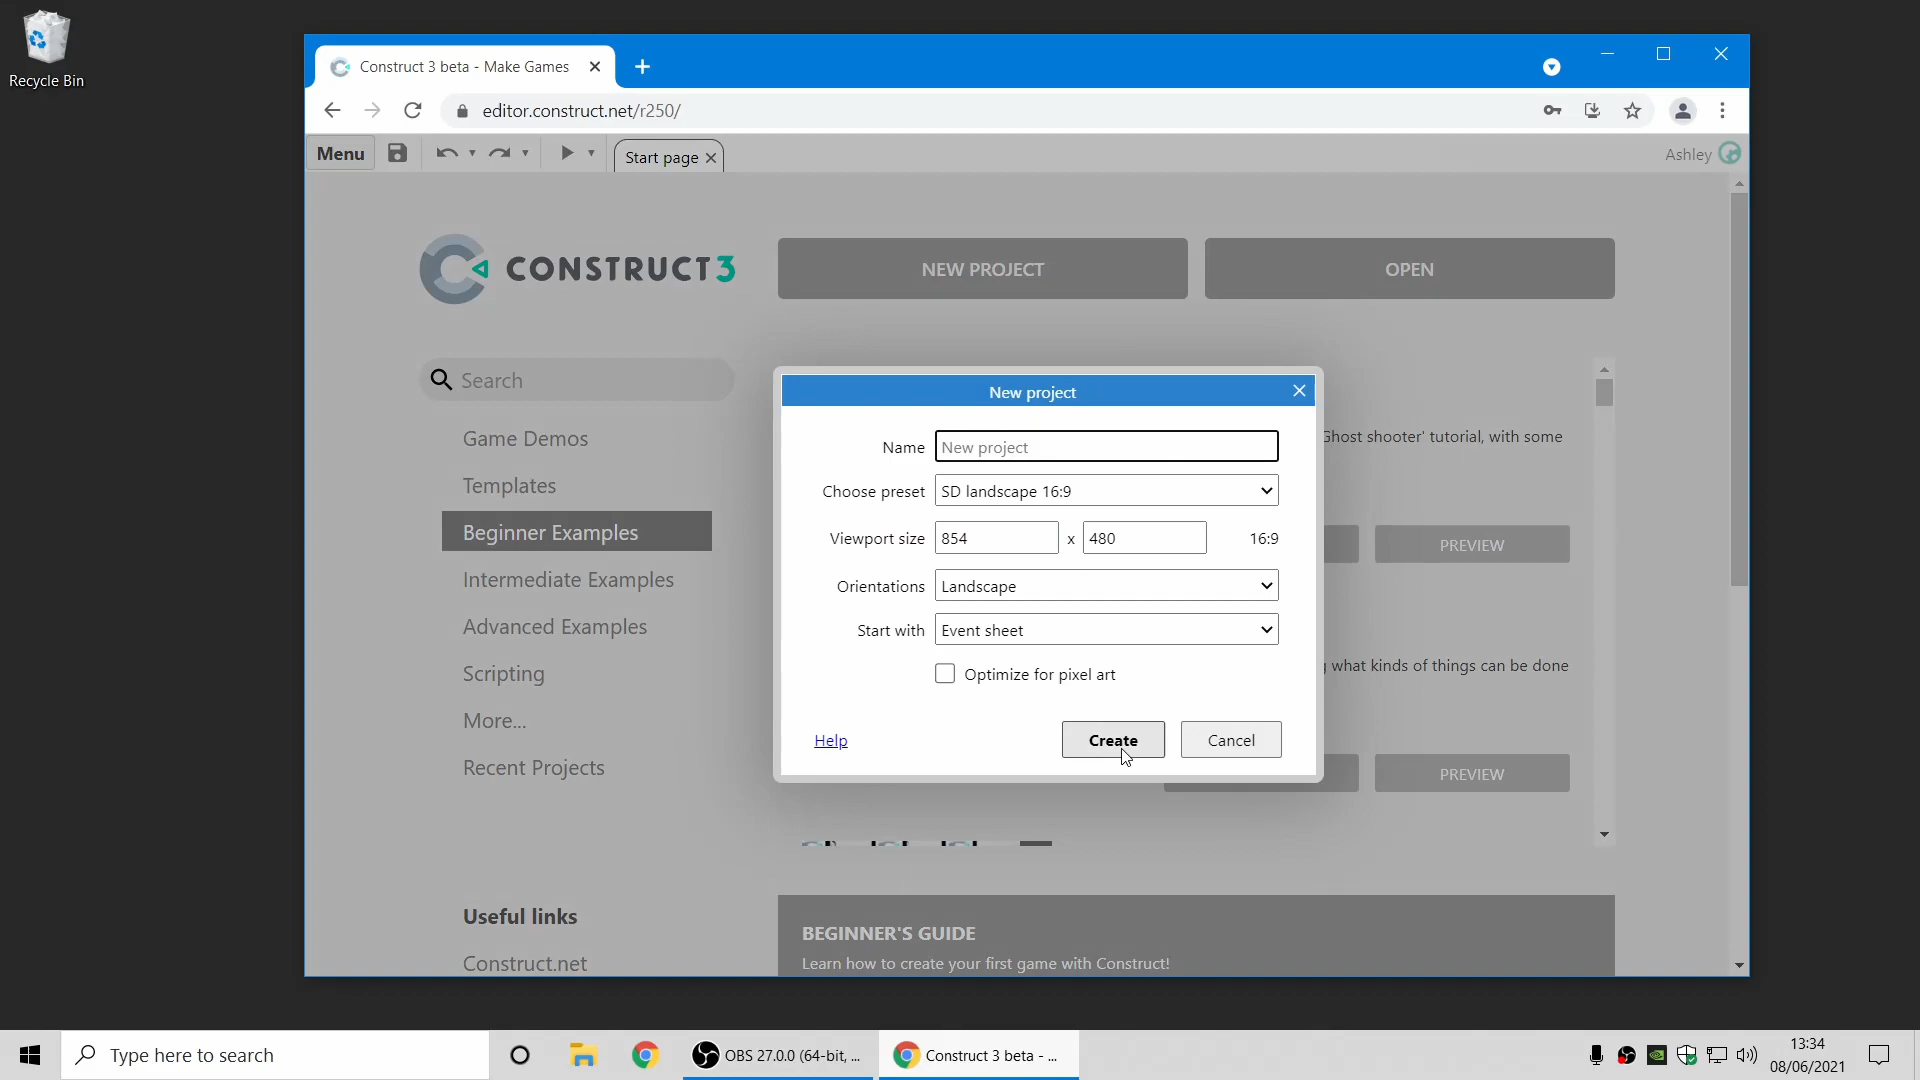 Recycle Bin
Construct 3 beta - Make Games
editor.construct.net/r250/
Menu
Start page
Ashley
CONSTRUCT 3
NEW PROJECT
OPEN
Search
Game Demos
Templates
Beginner Examples
Intermediate Examples
Advanced Examples
Scripting
More...
Recent Projects
Ghost shooter' tutorial, with some
PREVIEW
what kinds of things can be done
PREVIEW
New project
Name New project
Choose preset SD landscape 16:9
Viewport size 854 x 480 16:9
Orientations Landscape
Start with Event sheet
Optimize for pixel art
Help Create Cancel
Useful links
Construct.net
BEGINNER'S GUIDE
Learn how to create your first game with Construct!
Type here to search
OBS 27.0.0 (64-bit, ...
Construct 3 beta - ...
13:34
08/06/2021